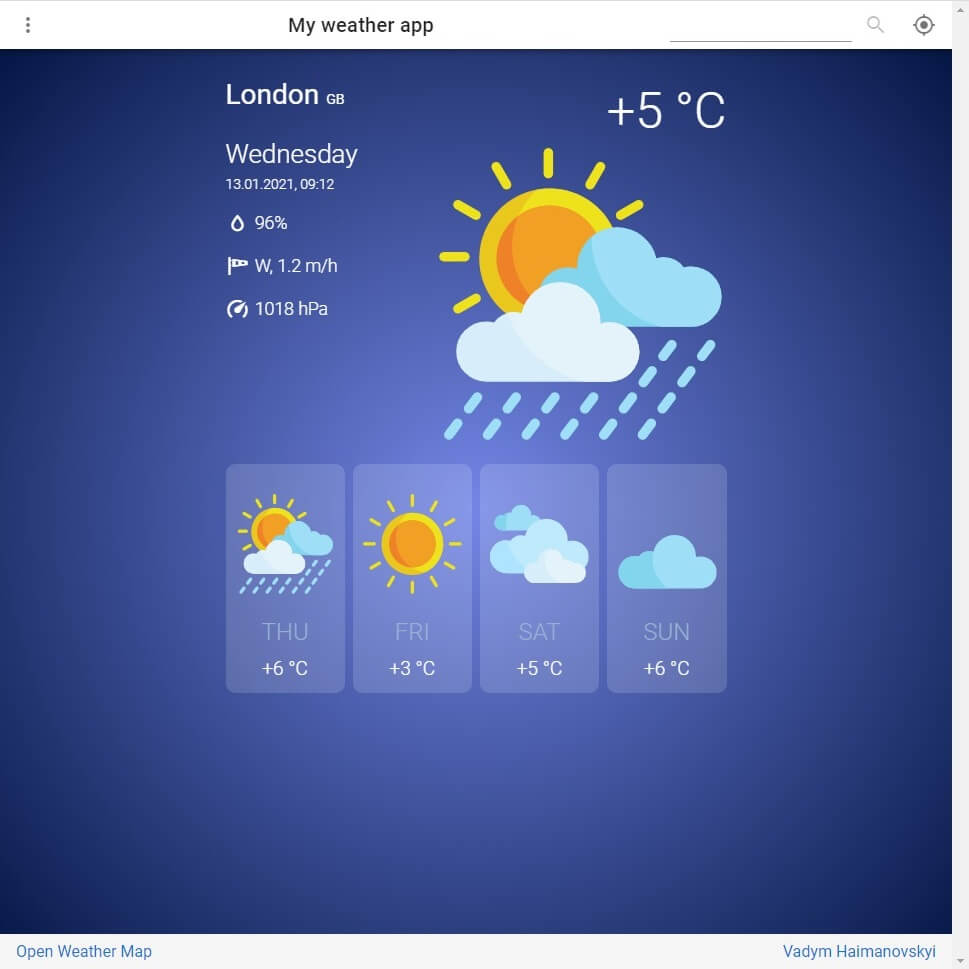 My weather app
London GB
+5 °C
Wednesday
13.01.2021, 09:12
96%
W, 1.2 m/h
1018 hPa
THU
+6 °C
FRI
+3 °C
SAT
+5 °C
SUN
+6 °C
Open Weather Map
Vadym Haimanovskyi